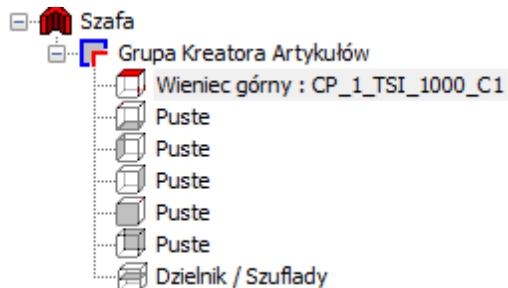 Szafa
Grupa Kreatora Artykułów
Wieniec górny : CP_1_TSI_1000_C1
Puste
Puste
Puste
Puste
Puste
Dzielnik / Szuflady